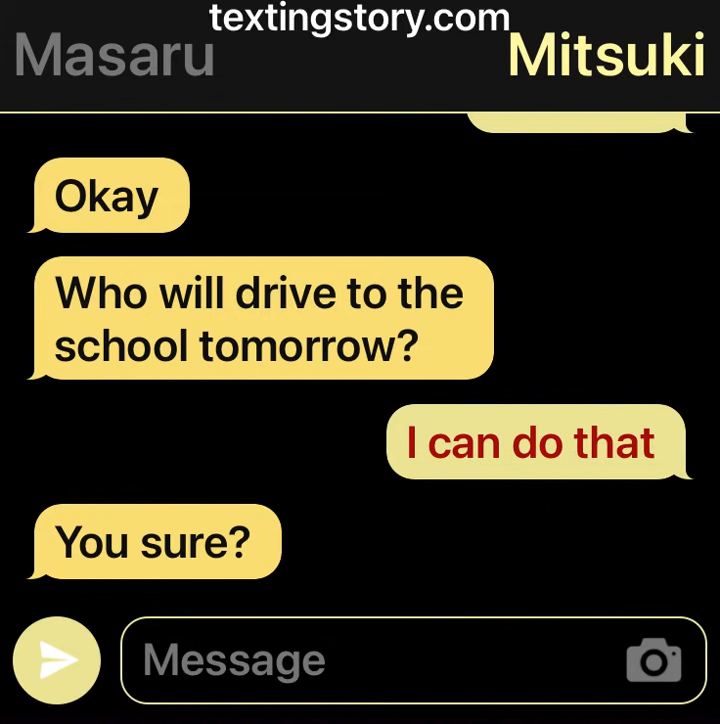 textingstory.com
Masaru
Mitsuki
Okay
Who will drive to the
school tomorrow?
I can do that
You sure?
Message